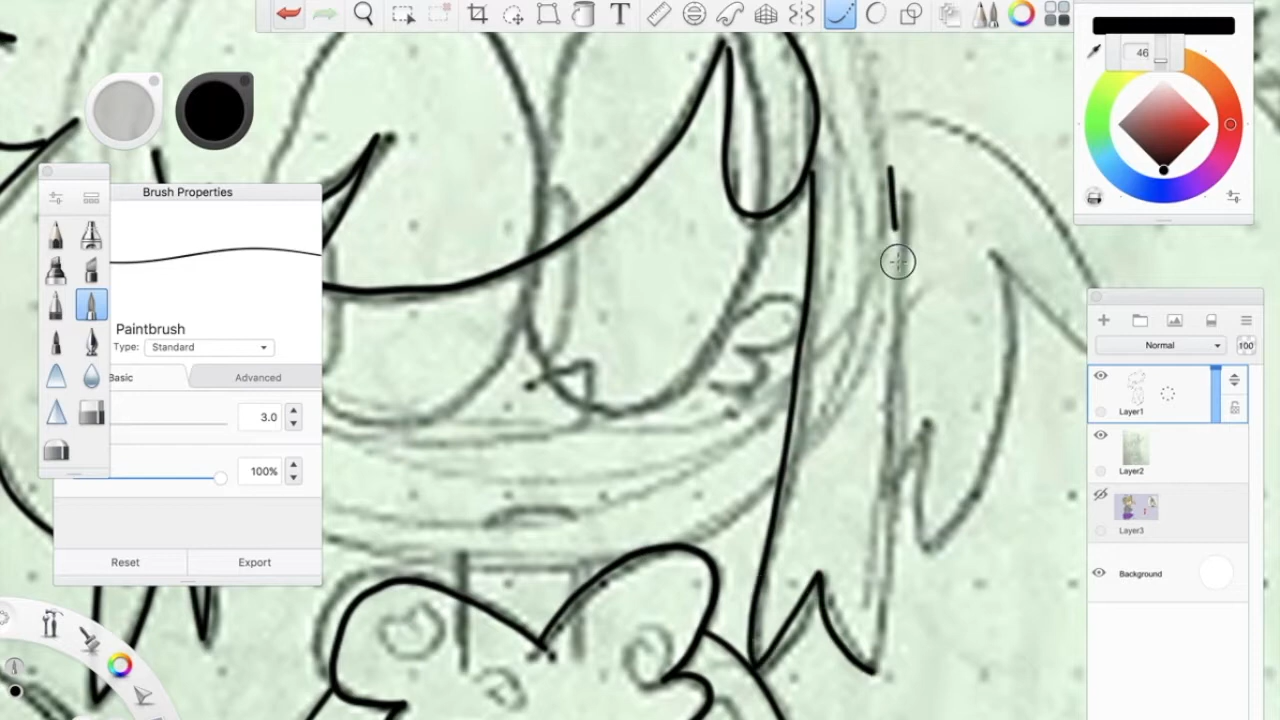 T
46
Brush Properties
Paintbrush
Type: Standard
Basic
Advanced
3.0
100%
Reset
Export
Normal
100
Layer1
Layer2
Layer3
Background